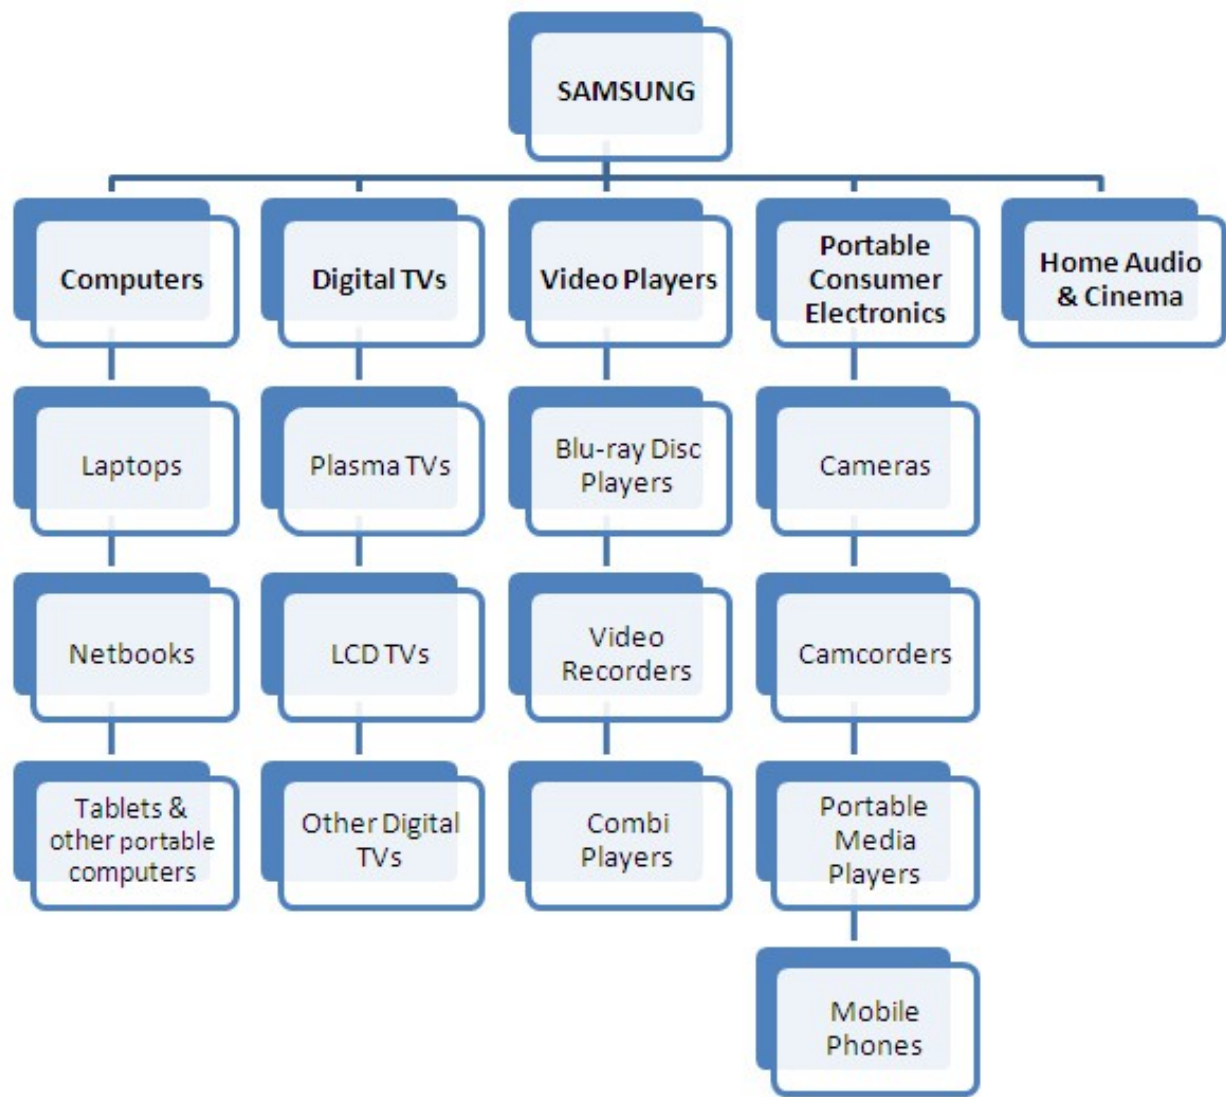 SAMSUNG
Computers
Digital TVs
Video Players
Portable
Consumer
Electronics
Home Audio
& Cinema
Laptops
Plasma TVs
Blu-ray Disc
Players
Cameras
Netbooks
LCD TVs
Video
Recorders
Camcorders
Tablets &
other portable
computers
Other Digital
TVs
Combi
Players
Portable
Media
Players
Mobile
Phones